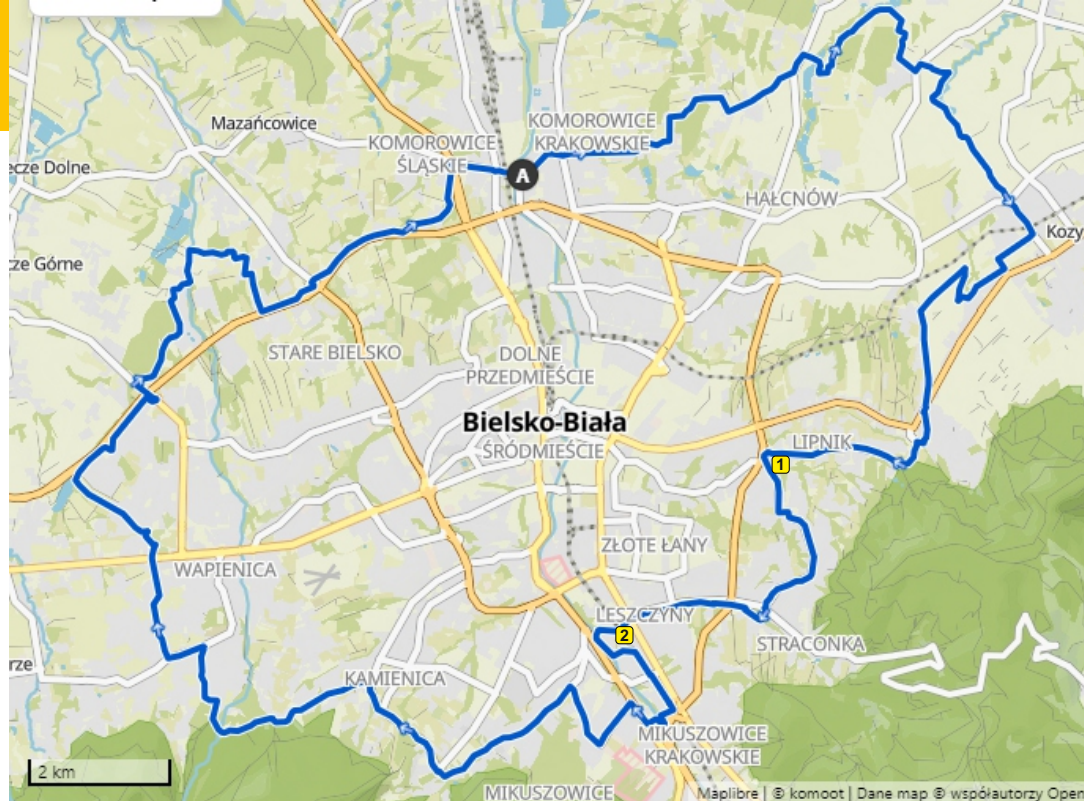 KOMOROWICE
KRAKOWSKIE
Mazańcowice
KOMOROWICE
ŚLĄSKIE
ecze Dolne
A
HAŁCNÓW
Kozy
cze Górne
STARE BIELSKO
DOLNE
PRZEDMIEŚCIE
Bielsko-Biała
ŚRÓDMIEŚCIE
LIPNIK
1
ZŁOTE ŁANY
WAPIENICA
LESZCZYNY
2
STRACONKA
rze
KAMIENICA
MIKUSZOWICE
KRAKOWSKIE
2 km
MIKUSZOWICE
Maplibre | © komoot | Dane map © współautorzy Open